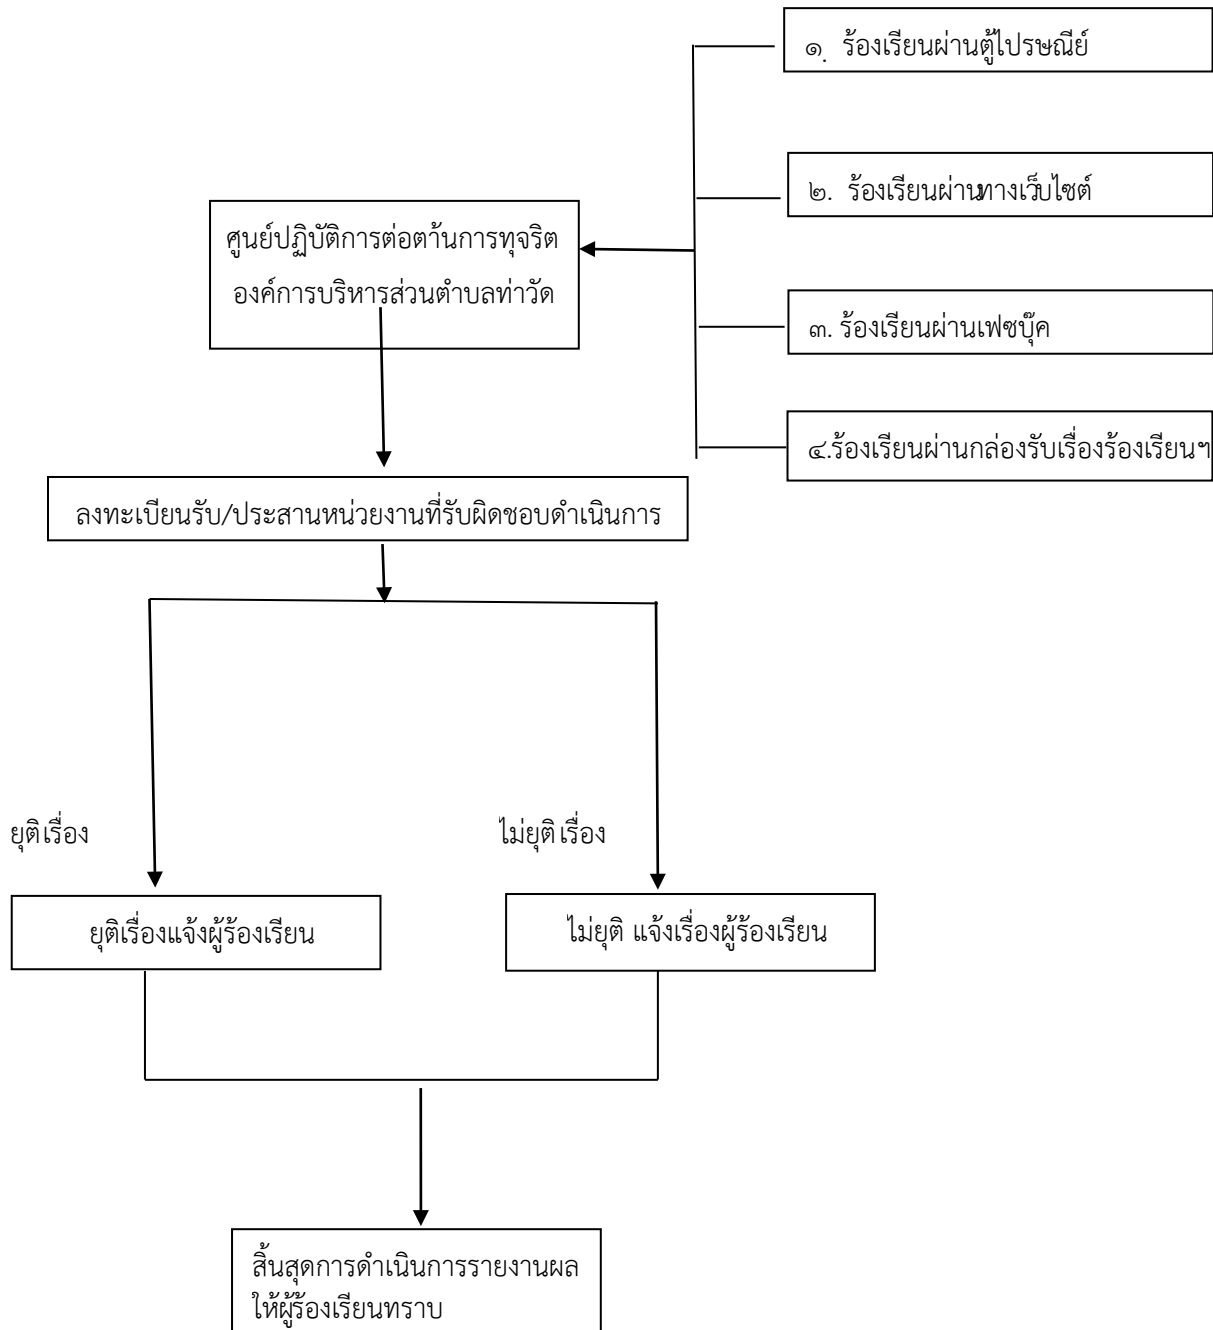 ๑. ร้องเรียนผ่านตู้ไปรษณีย์
๒. ร้องเรียนผ่านทางเว็บไซต์
ศูนย์ปฏิบัติการต่อต้านการทุจริต
องค์การบริหารส่วนตำบลท่าวัด
๓. ร้องเรียนผ่านเฟซบุ๊ค
๔.ร้องเรียนผ่านกล่องรับเรื่องร้องเรียนฯ
ลงทะเบียนรับ/ประสานหน่วยงานที่รับผิดชอบดำเนินการ
ยุติเรื่อง
ไม่ยุติเรื่อง
ยุติเรื่องแจ้งผู้ร้องเรียน
ไม่ยุติ แจ้งเรื่องผู้ร้องเรียน
สิ้นสุดการดำเนินการรายงานผล
ให้ผู้ร้องเรียนทราบ